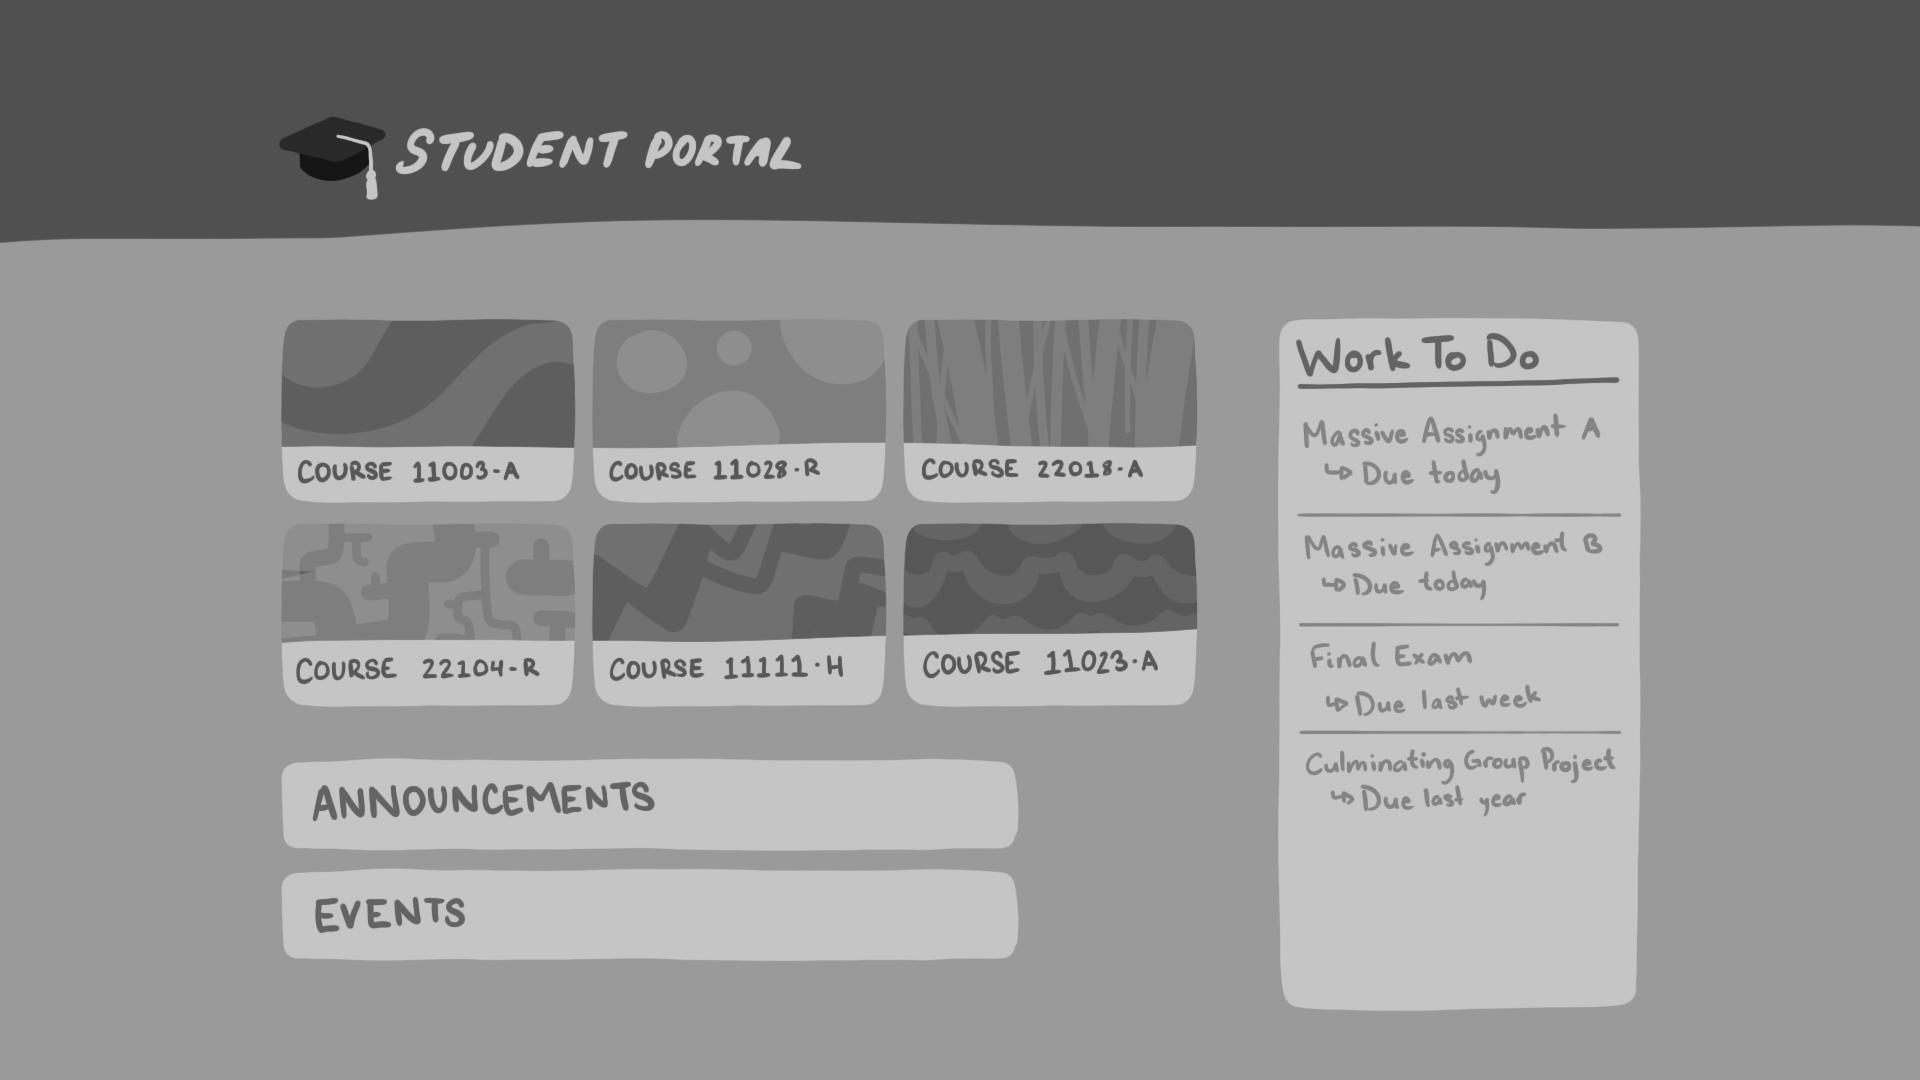 STUDENT PORTAL
COURSE 11003-A
COURSE 11028-R
COURSE 22018-A
COURSE 22104-R
COURSE 11111-H
COURSE 11023-A
ANNOUNCEMENTS
EVENTS
Work To Do
Massive Assignment A
↳ Due today
Massive Assignment B
↳ Due today
Final Exam
↳ Due last week
Culminating Group Project
↳ Due last year